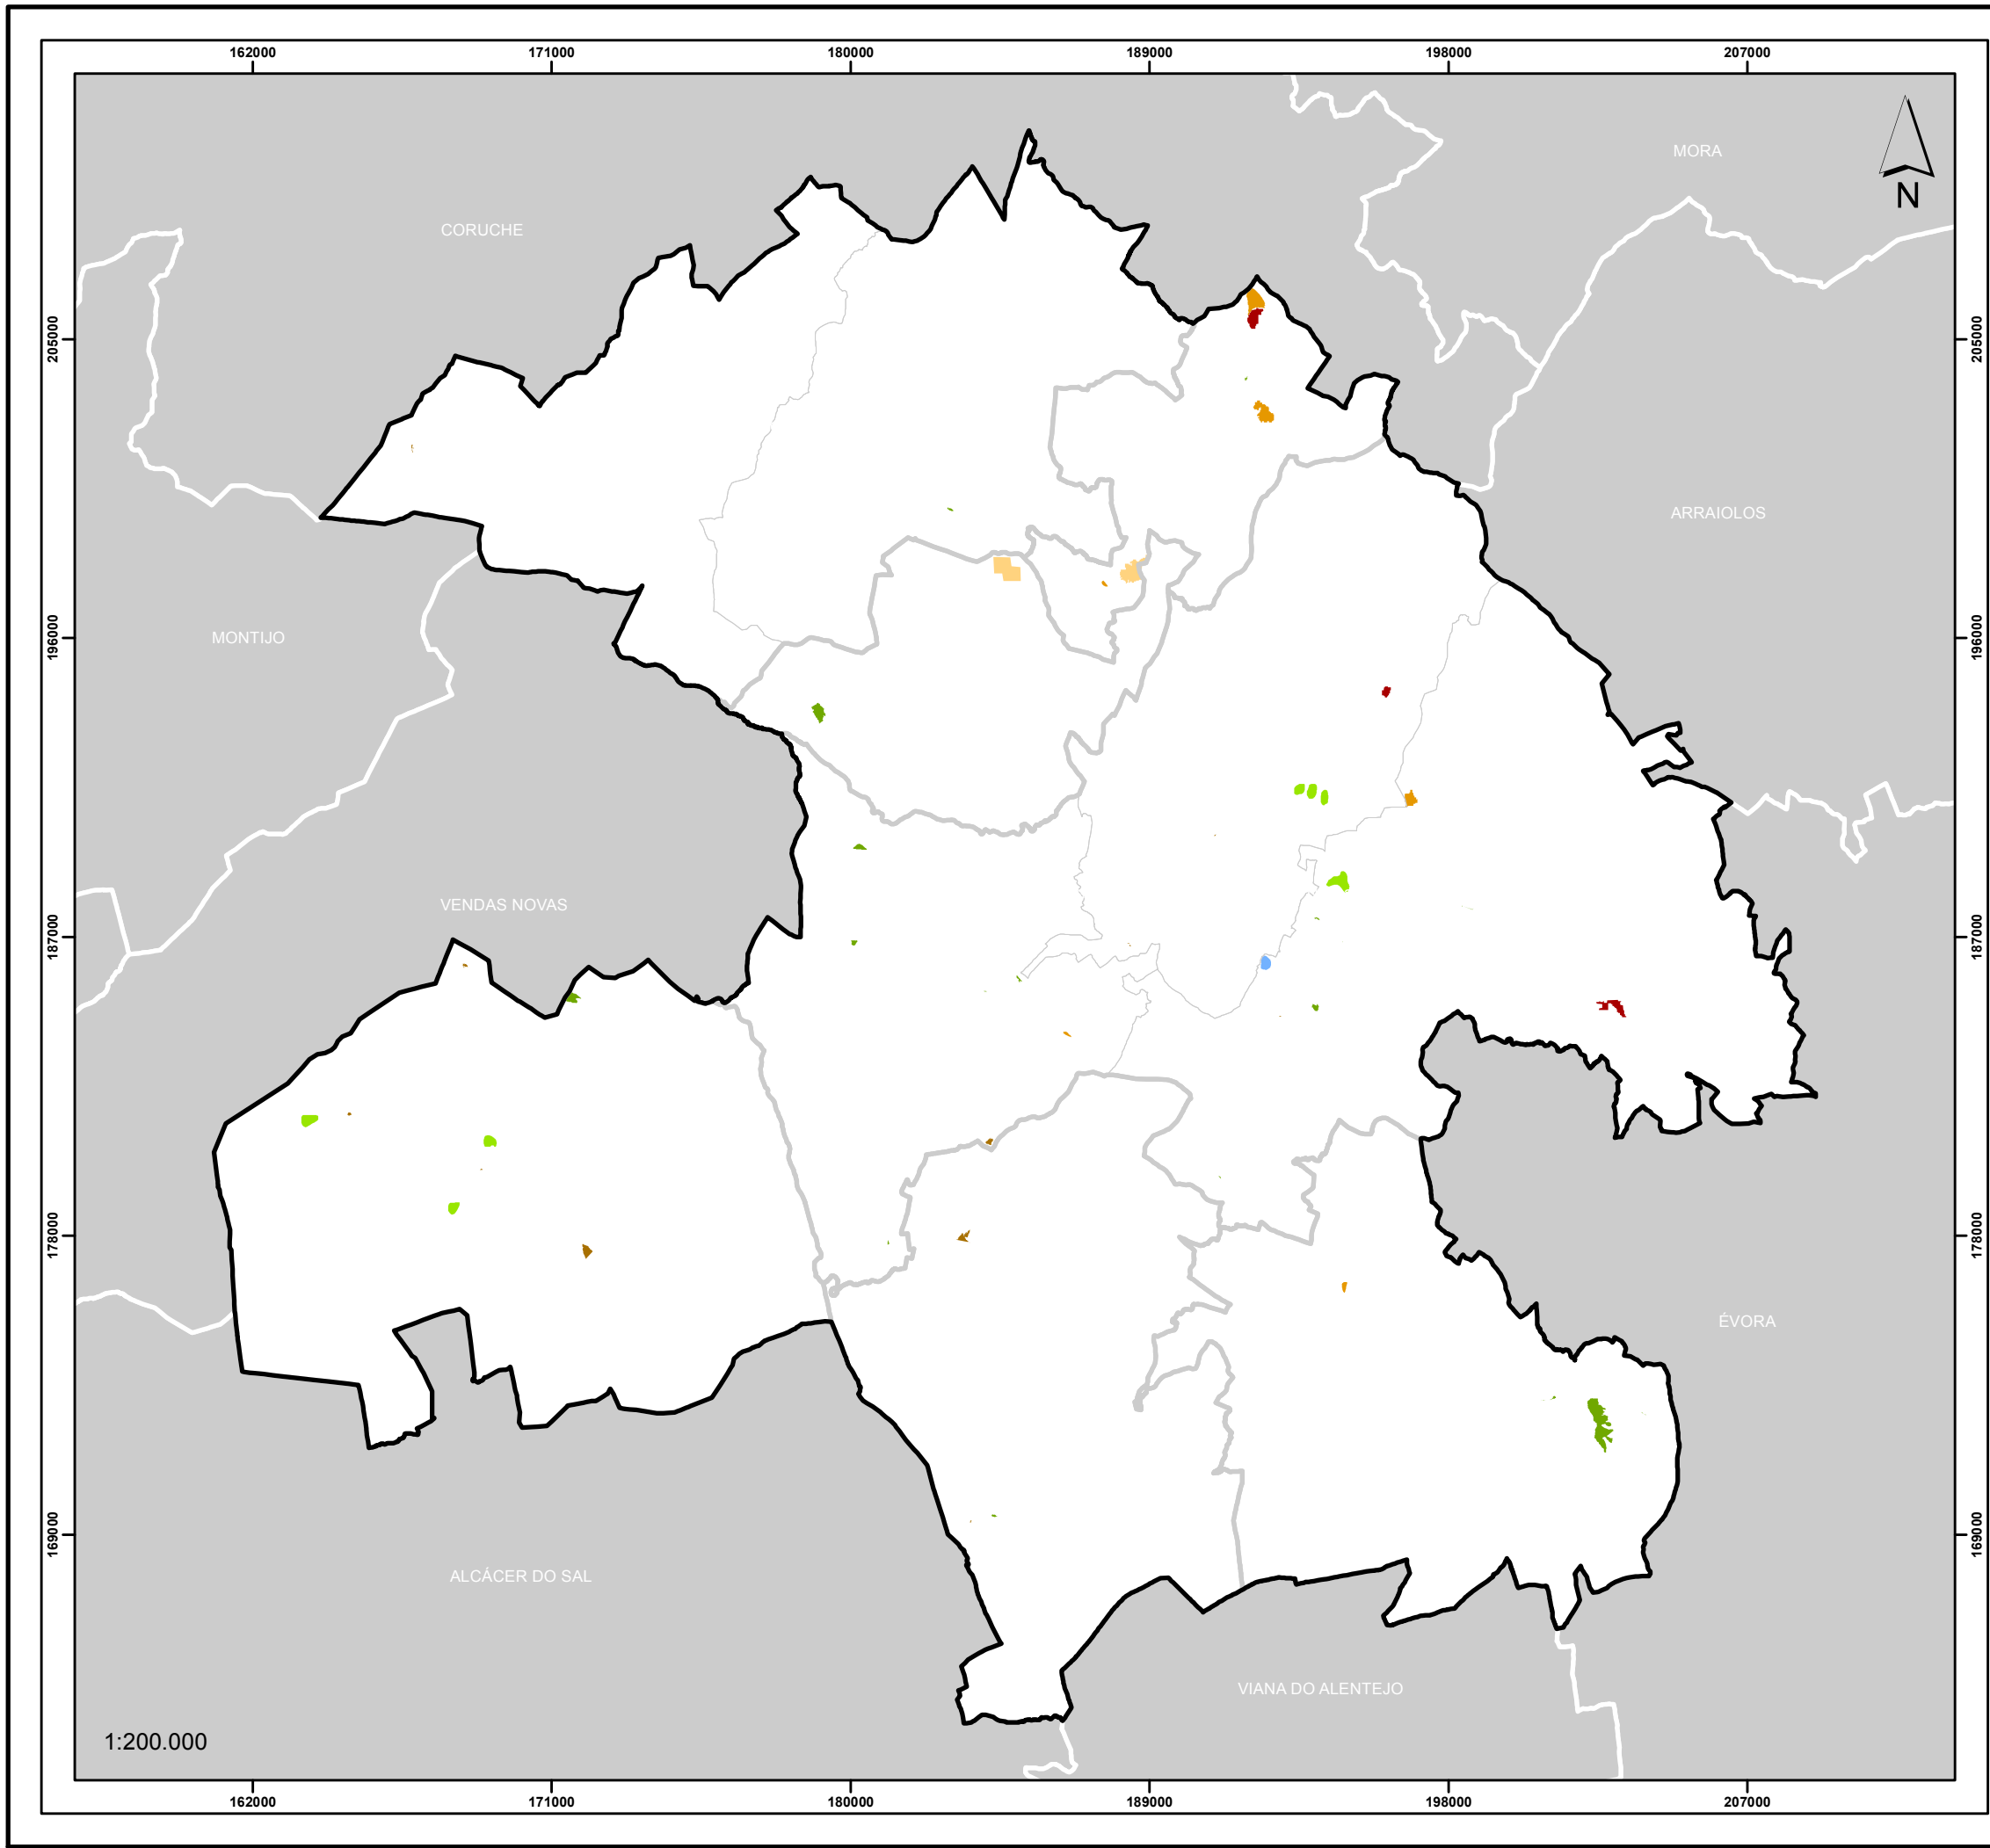 162000 171000 180000 189000 198000 207000
MORA
N
CORUCHE
205000 205000
ARRAIOLOS
196000 196000
MONTIJO
VENDAS NOVAS
187000 187000
178000 178000
ÉVORA
169000 169000
ALCÁCER DO SAL
VIANA DO ALENTEJO
1:200.000
162000 171000 180000 189000 198000 207000